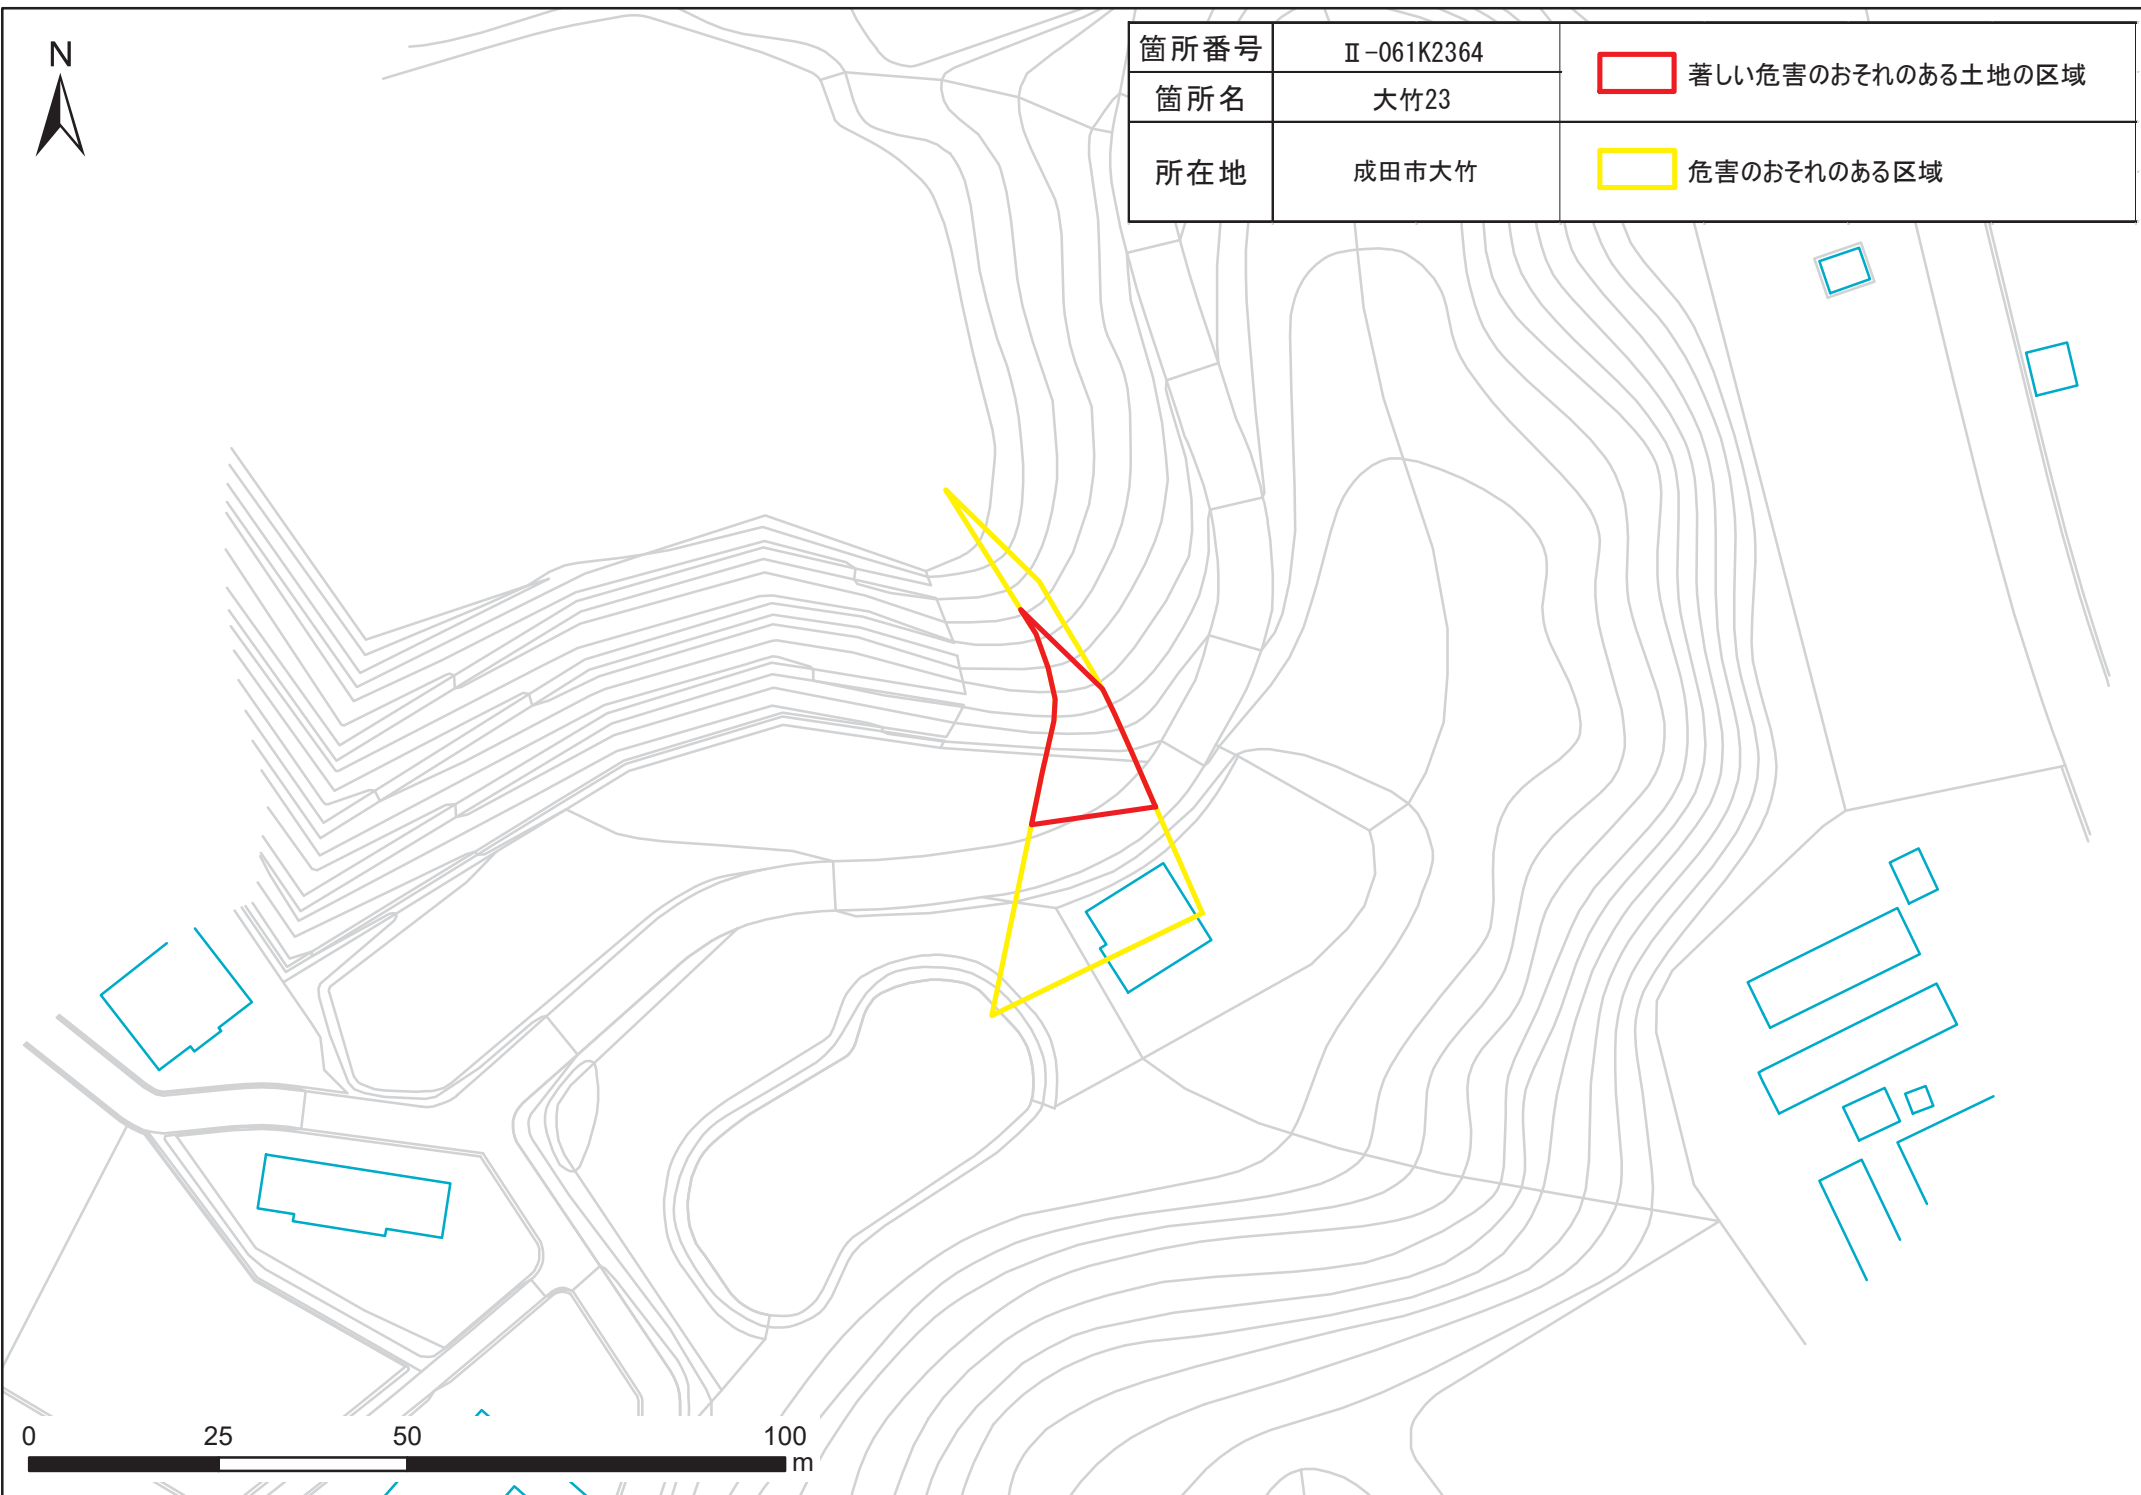 N
箇所番号 Ⅱ-061K2364
箇所名 大竹23
所在地 成田市大竹
著しい危害のおそれのある土地の区域
危害のおそれのある区域
0 25 50 100
m